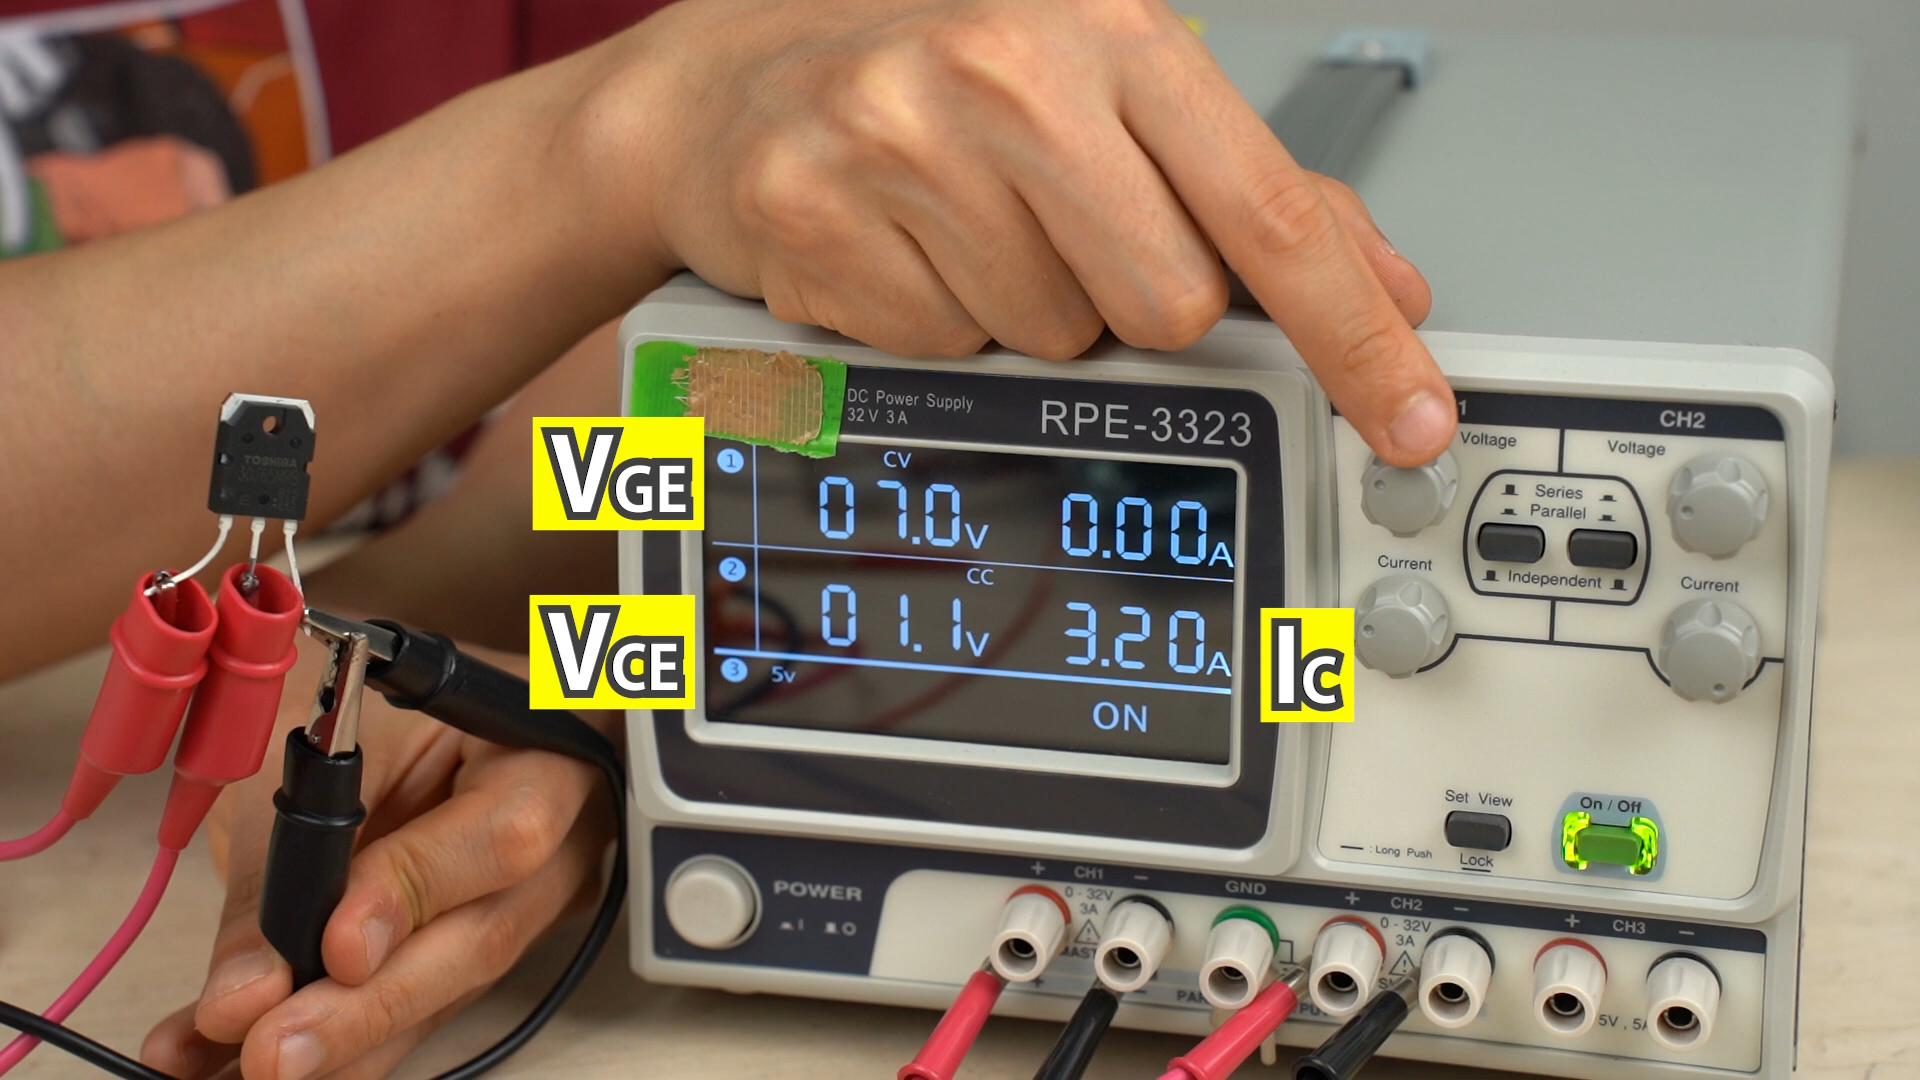 DC Power Supply
32V 3A
RPE-3323
VGE
1
CV
07.0V 0.00A
2
CC
VCE
01.1V 3.20A
IC
3 5v
ON
1
CH2
Voltage
Voltage
Series
Parallel
Independent
Current
Current
Set View
Lock
: Long Push
On / Off
POWER
+ CH1 −
0 - 32V
3A
GND
+ CH2 −
0 - 32V
3A
+ CH3 −
5V , 5A
TOSHIBA